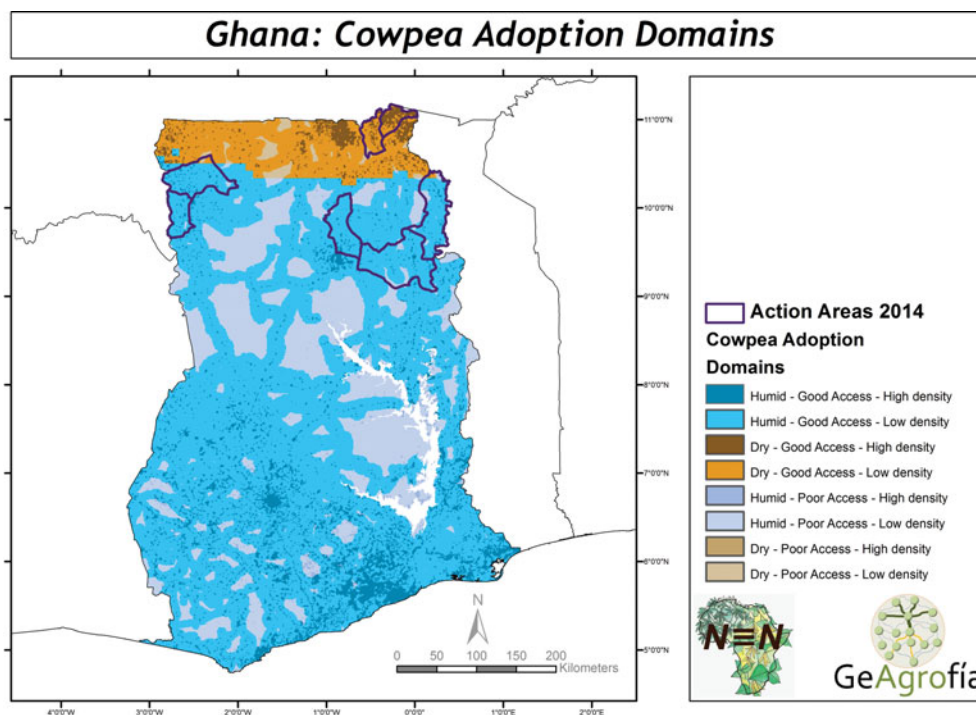 Ghana: Cowpea Adoption Domains
11°0'0"N
10°0'0"N
9°0'0"N
8°0'0"N
7°0'0"N
6°0'0"N
5°0'0"N
4°0'0"W
3°0'0"W
2°0'0"W
1°0'0"W
0°0'0"
1°0'0"E
2°0'0"E
N
0 50 100 150 200
Kilometers
Action Areas 2014
Cowpea Adoption
Domains
Humid - Good Access - High density
Humid - Good Access - Low density
Dry - Good Access - High density
Dry - Good Access - Low density
Humid - Poor Access - High density
Humid - Poor Access - Low density
Dry - Poor Access - High density
Dry - Poor Access - Low density
N≡N
GeAgrofía